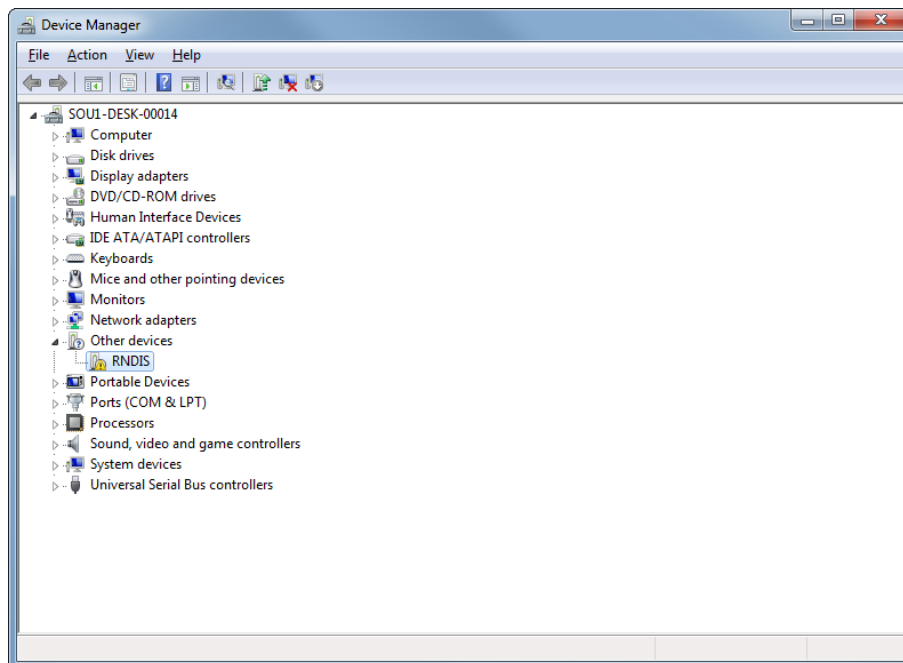 Device Manager
File Action View Help
SOU1-DESK-00014
Computer
Disk drives
Display adapters
DVD/CD-ROM drives
Human Interface Devices
IDE ATA/ATAPI controllers
Keyboards
Mice and other pointing devices
Monitors
Network adapters
Other devices
RNDIS
Portable Devices
Ports (COM & LPT)
Processors
Sound, video and game controllers
System devices
Universal Serial Bus controllers